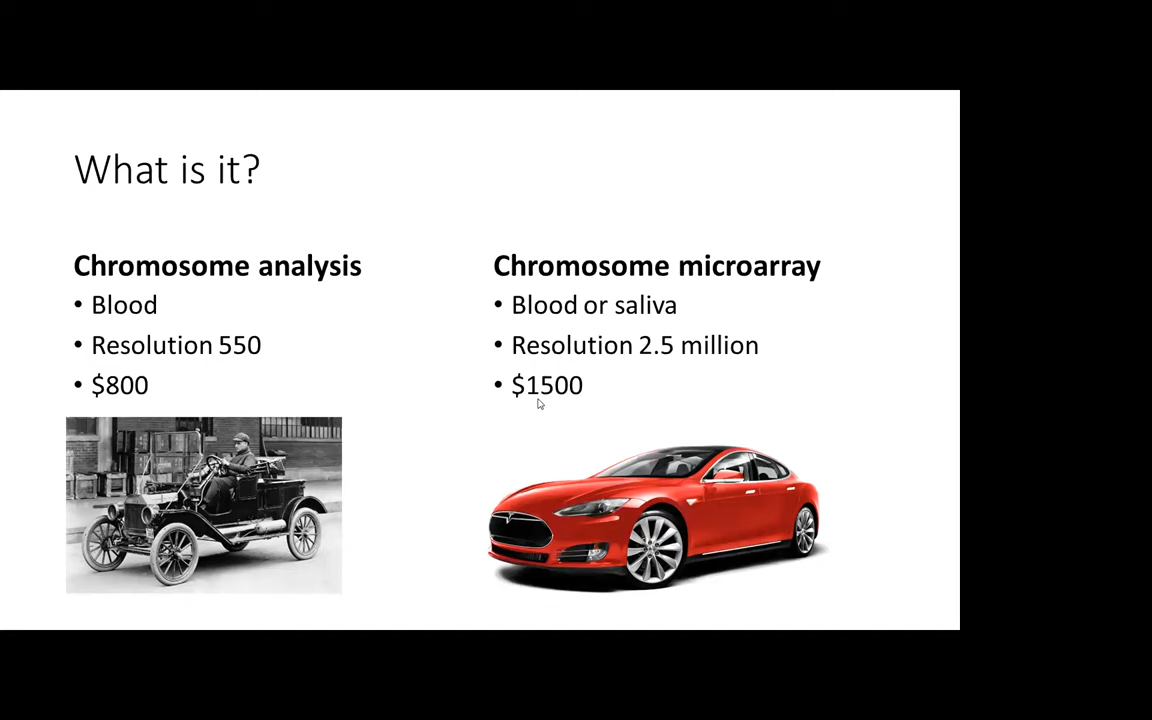 What is it?
Chromosome analysis
• Blood
• Resolution 550
• $800
Chromosome microarray
• Blood or saliva
• Resolution 2.5 million
• $1500